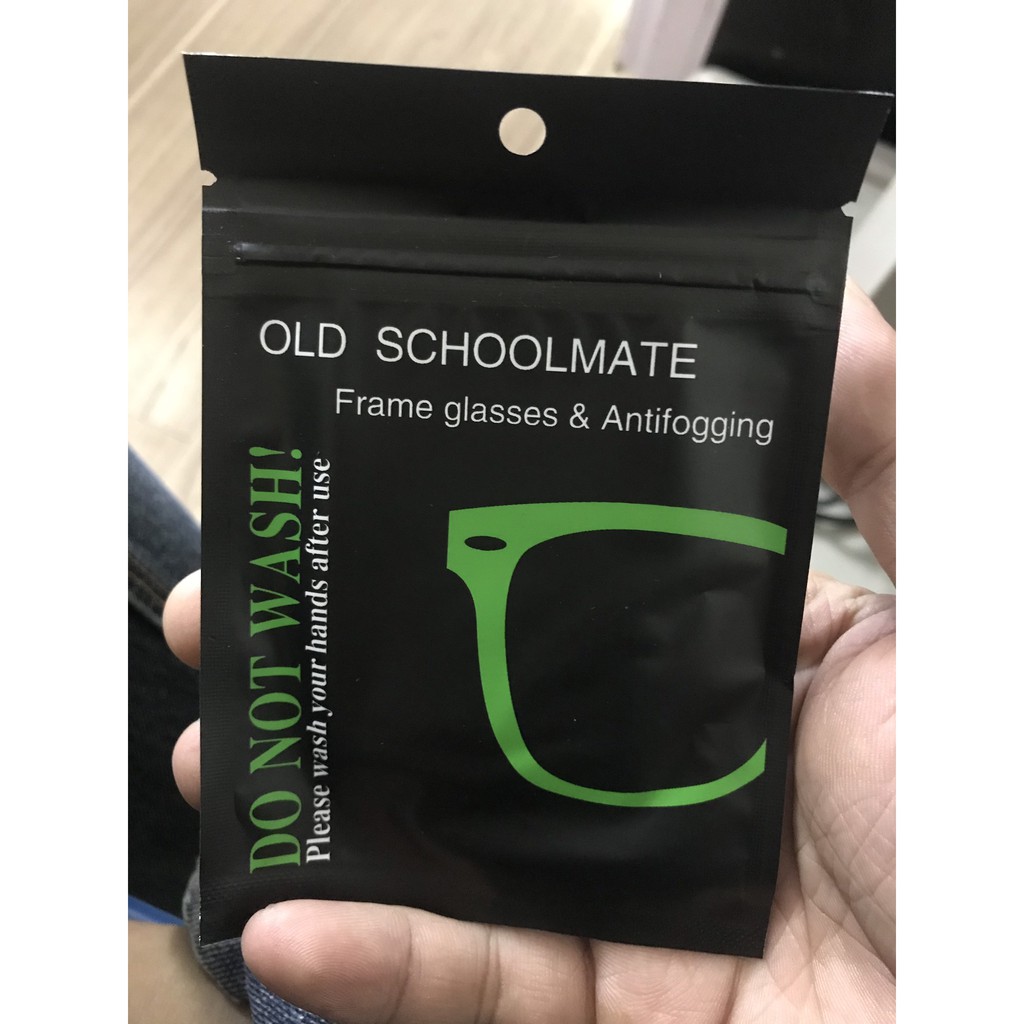 OLD SCHOOLMATE
Frame glasses & Antifogging
DO NOT WASH!
Please wash your hands after use